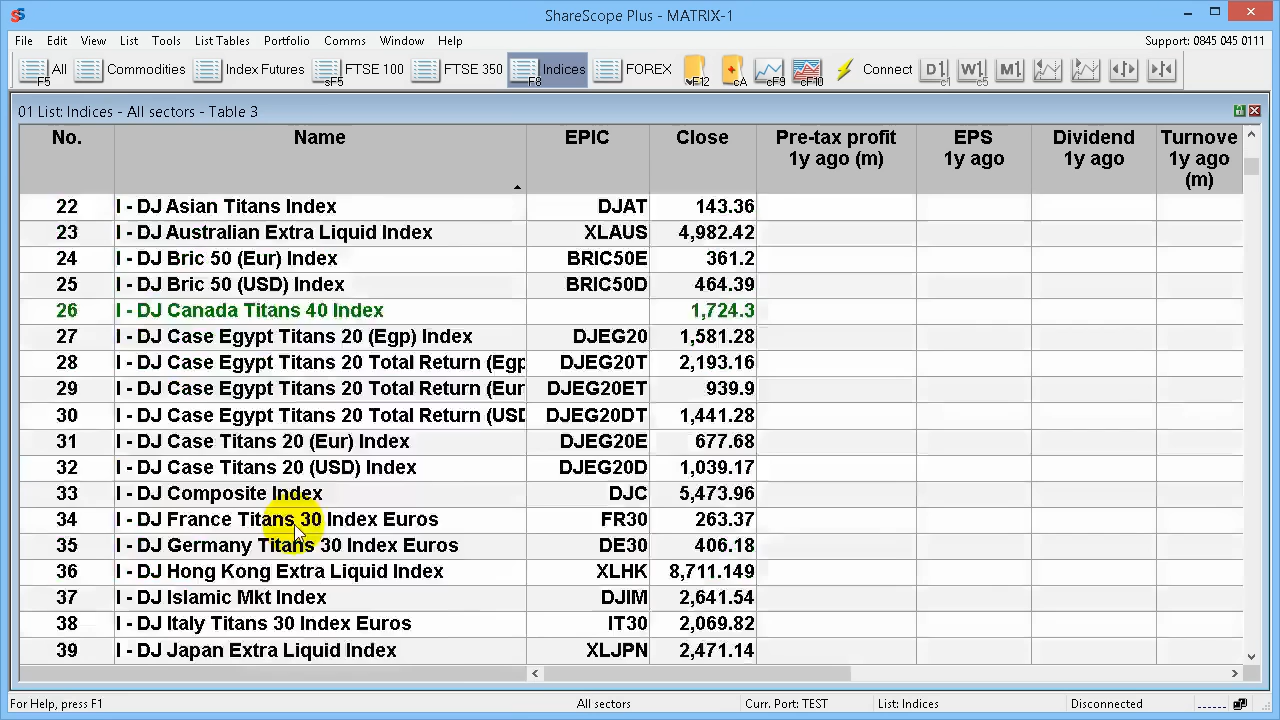 ShareScope Plus - MATRIX-1
File Edit View List Tools List Tables Portfolio Comms Window Help Support: 0845 045 0111
All Commodities Index Futures FTSE 100 FTSE 350 Indices FOREX Connect D1 W1 M1
F5 sF5 F8 F12 cA cF9 cF10 c1 c5
01 List: Indices - All sectors - Table 3
No. Name EPIC Close Pre-tax profit EPS Dividend Turnove
1y ago (m) 1y ago 1y ago 1y ago
(m)
22 I - DJ Asian Titans Index DJAT 143.36
23 I - DJ Australian Extra Liquid Index XLAUS 4,982.42
24 I - DJ Bric 50 (Eur) Index BRIC50E 361.2
25 I - DJ Bric 50 (USD) Index BRIC50D 464.39
26 I - DJ Canada Titans 40 Index 1,724.3
27 I - DJ Case Egypt Titans 20 (Egp) Index DJEG20 1,581.28
28 I - DJ Case Egypt Titans 20 Total Return (Egp DJEG20T 2,193.16
29 I - DJ Case Egypt Titans 20 Total Return (Eur DJEG20ET 939.9
30 I - DJ Case Egypt Titans 20 Total Return (USD DJEG20DT 1,441.28
31 I - DJ Case Titans 20 (Eur) Index DJEG20E 677.68
32 I - DJ Case Titans 20 (USD) Index DJEG20D 1,039.17
33 I - DJ Composite Index DJC 5,473.96
34 I - DJ France Titans 30 Index Euros FR30 263.37
35 I - DJ Germany Titans 30 Index Euros DE30 406.18
36 I - DJ Hong Kong Extra Liquid Index XLHK 8,711.149
37 I - DJ Islamic Mkt Index DJIM 2,641.54
38 I - DJ Italy Titans 30 Index Euros IT30 2,069.82
39 I - DJ Japan Extra Liquid Index XLJPN 2,471.14
For Help, press F1 All sectors Curr. Port: TEST List: Indices Disconnected ......